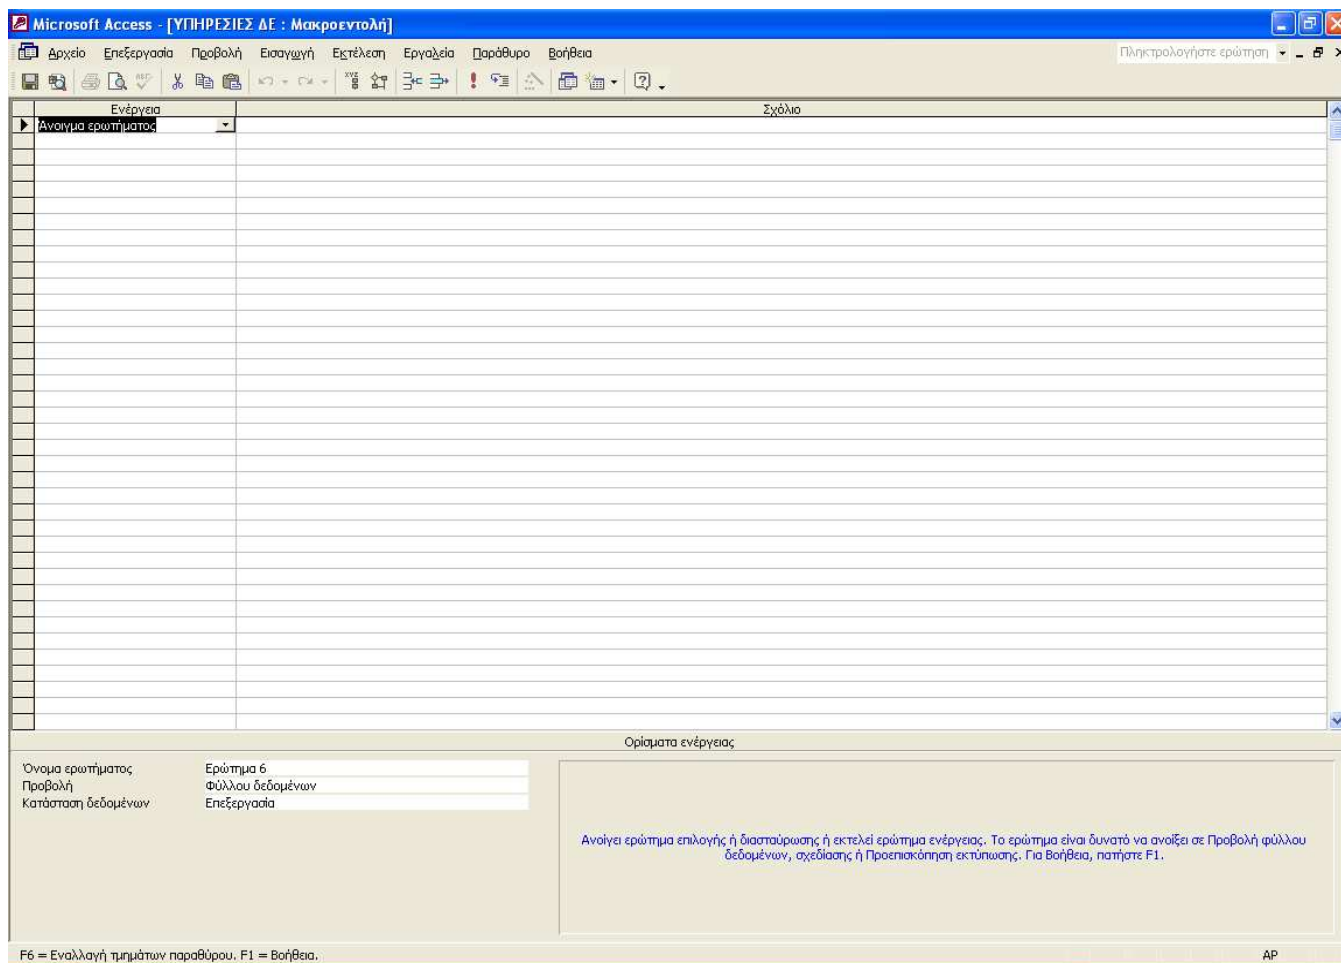 Microsoft Access - [ΥΠΗΡΕΣΙΕΣ ΔΕ : Μακροεντολή]
Αρχείο Επεξεργασία Προβολή Εισαγωγή Εκτέλεση Εργαλεία Παράθυρο Βοήθεια Πληκτρολογήστε ερώτηση
Ενέργεια Σχόλιο
Άνοιγμα ερωτήματος
Ορίσματα ενέργειας
Όνομα ερωτήματος Ερώτημα 6
Προβολή Φύλλου δεδομένων
Κατάσταση δεδομένων Επεξεργασία
Ανοίγει ερώτημα επιλογής ή διασταύρωσης ή εκτελεί ερώτημα ενέργειας. Το ερώτημα είναι δυνατό να ανοίξει σε Προβολή φύλλου
δεδομένων, σχεδίασης ή Προεπισκόπηση εκτύπωσης. Για Βοήθεια, πατήστε F1.
F6 = Εναλλαγή τμημάτων παραθύρου. F1 = Βοήθεια. AP